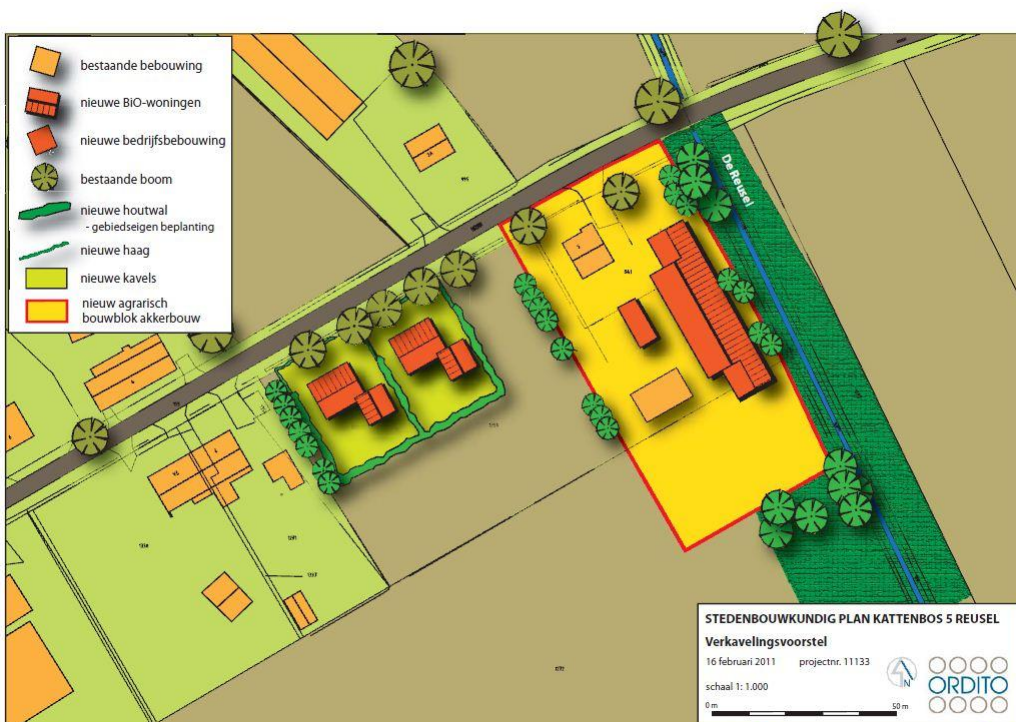 bestaande bebouwing
nieuwe BiO-woningen
nieuwe bedrijfsbebouwing
bestaande boom
nieuwe houtwal
- gebiedseigen beplanting
nieuwe haag
nieuwe kavels
nieuw agrarisch
bouwblok akkerbouw
De Reusel
STEDENBOUWKUNDIG PLAN KATTENBOS 5 REUSEL
Verkavelingsvoorstel
16 februari 2011 projectnr. 11133
schaal 1: 1.000
N
0 m 50 m
ORDITO